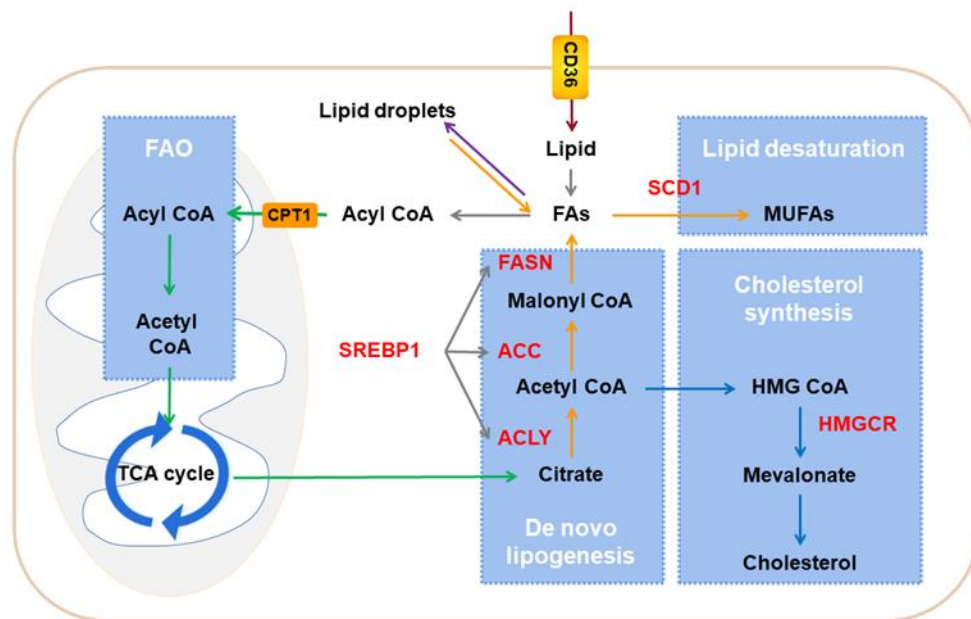 CD36
Lipid droplets
FAO
Lipid
Lipid desaturation
SCD1
Acyl CoA
CPT1
Acyl CoA
FAs
MUFAs
FASN
Malonyl CoA
Cholesterol
synthesis
Acetyl
CoA
SREBP1
ACC
Acetyl CoA
HMG CoA
HMGCR
ACLY
TCA cycle
Citrate
Mevalonate
De novo
lipogenesis
Cholesterol